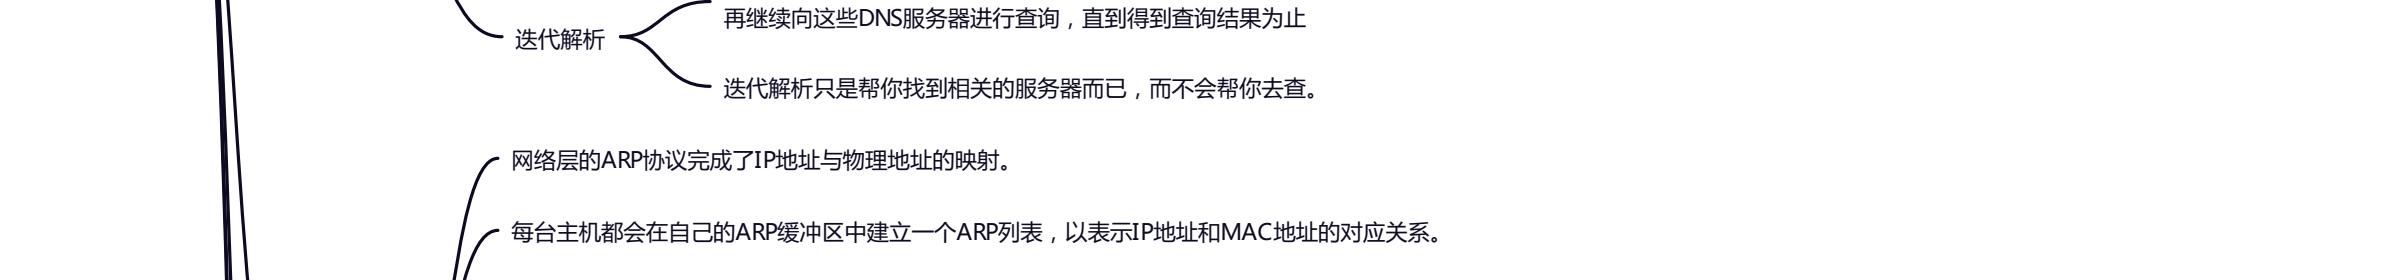 再继续向这些DNS服务器进行查询，直到得到查询结果为止
迭代解析
迭代解析只是帮你找到相关的服务器而已，而不会帮你去查。
网络层的ARP协议完成了IP地址与物理地址的映射。
每台主机都会在自己的ARP缓冲区中建立一个ARP列表，以表示IP地址和MAC地址的对应关系。